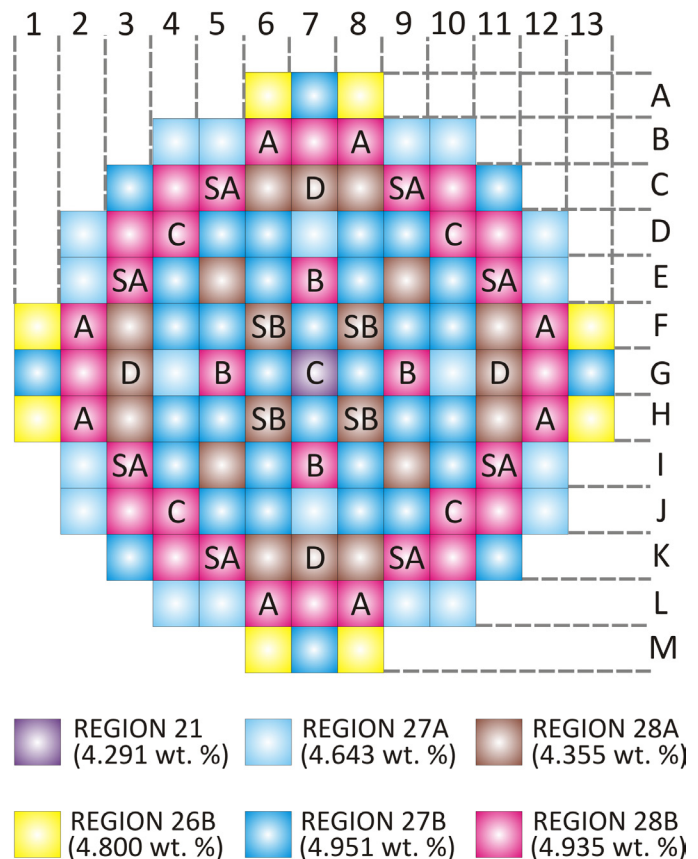 1 2 3 4 5 6 7 8 9 10 11 12 13
A
A A B
SA D SA C
C C D
SA B SA E
A SB SB A F
D B C B D G
A SB SB A H
SA B SA I
C C J
SA D SA K
A A L
M
REGION 21 REGION 27A REGION 28A
(4.291 wt. %) (4.643 wt. %) (4.355 wt. %)
REGION 26B REGION 27B REGION 28B
(4.800 wt. %) (4.951 wt. %) (4.935 wt. %)